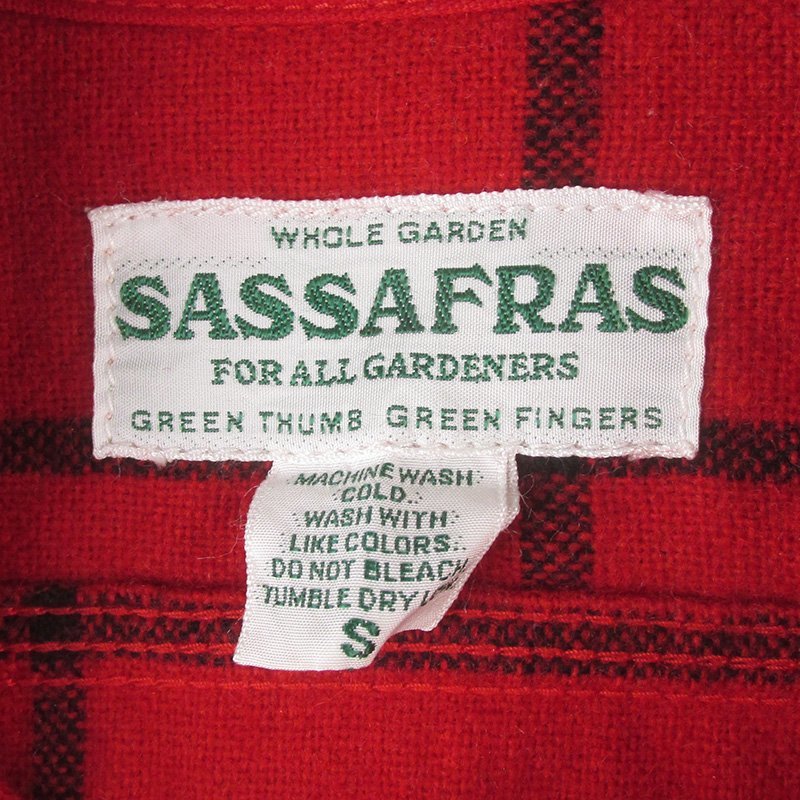 WHOLE GARDEN
SASSAFRAS
FOR ALL GARDENERS
GREEN THUMB GREEN FINGERS
MACHINE WASH
COLD.
WASH WITH
LIKE COLORS.
DO NOT BLEACH
TUMBLE DRY
S